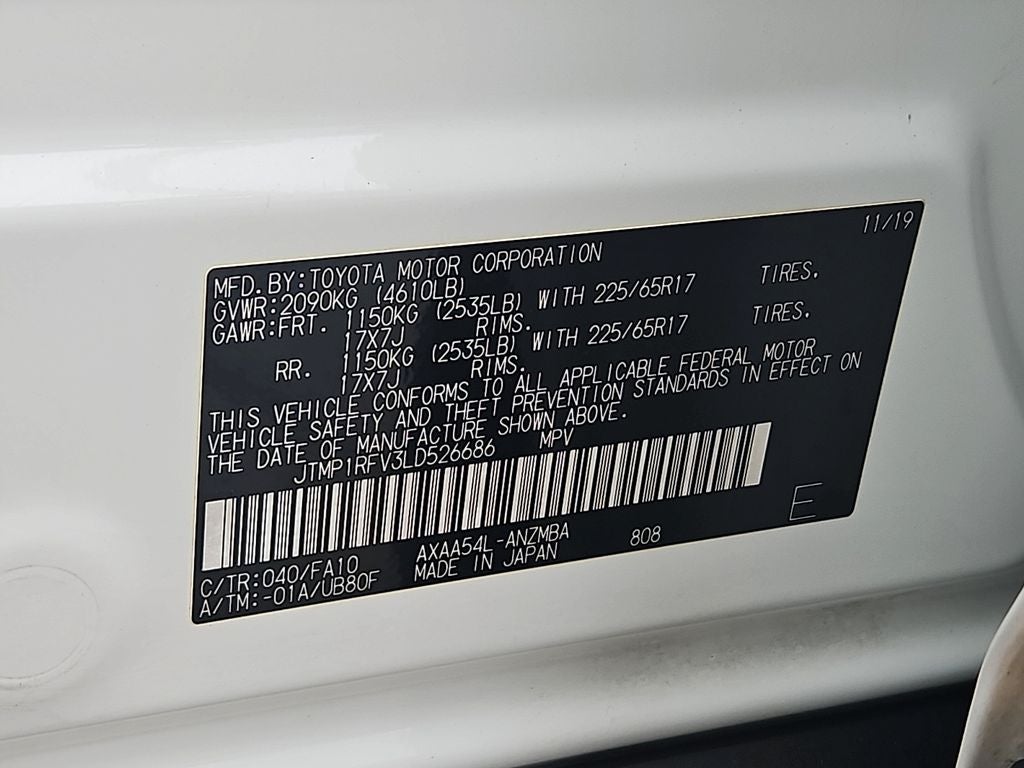 11/19
MFD.BY:TOYOTA MOTOR CORPORATION
GVWR:2090KG (4610LB)
GAWR:FRT. 1150KG (2535LB) WITH 225/65R17 TIRES.
17X7J RIMS.
RR. 1150KG (2535LB) WITH 225/65R17 TIRES.
17X7J RIMS.
THIS VEHICLE CONFORMS TO ALL APPLICABLE FEDERAL MOTOR
VEHICLE SAFETY AND THEFT PREVENTION STANDARDS IN EFFECT ON
THE DATE OF MANUFACTURE SHOWN ABOVE.
JTMP1RFV3LD526686 MPV
E
C/TR:040/FA10 AXAA54L-ANZMBA 808
A/TM:-01A/UB80F MADE IN JAPAN